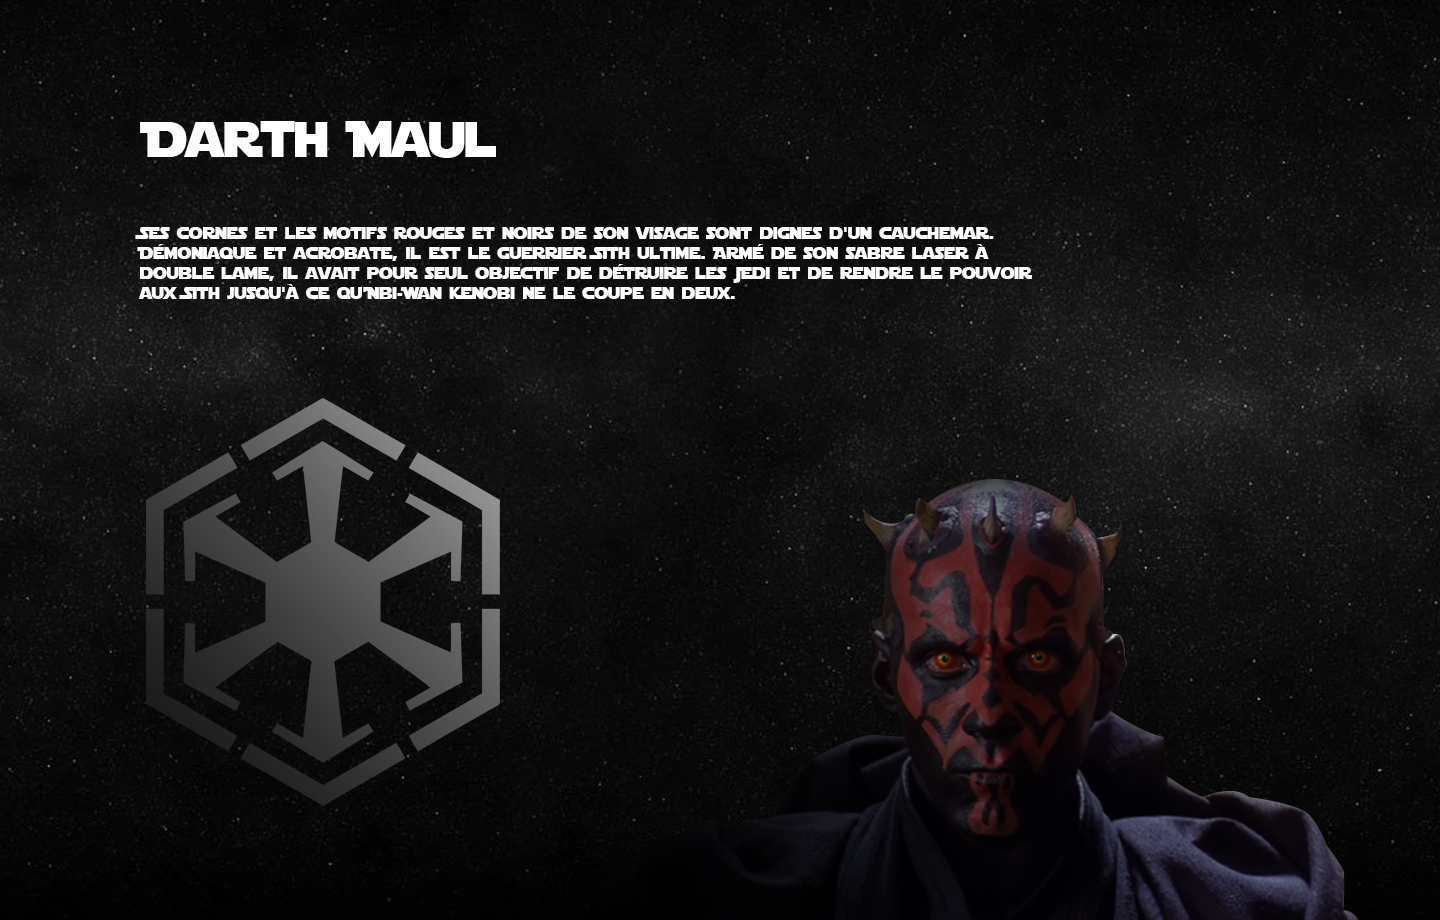 DARTH MAUL
SES CORNES ET LES MOTIFS ROUGES ET NOIRS DE SON VISAGE SONT DIGNES D'UN CAUCHEMAR.
DÉMONIAQUE ET ACROBATE, IL EST LE GUERRIER SITH ULTIME. ARMÉ DE SON SABRE LASER À
DOUBLE LAME, IL AVAIT POUR SEUL OBJECTIF DE DÉTRUIRE LES JEDI ET DE RENDRE LE POUVOIR
AUX SITH JUSQU'À CE QU'NBI-WAN KENOBI NE LE COUPE EN DEUX.